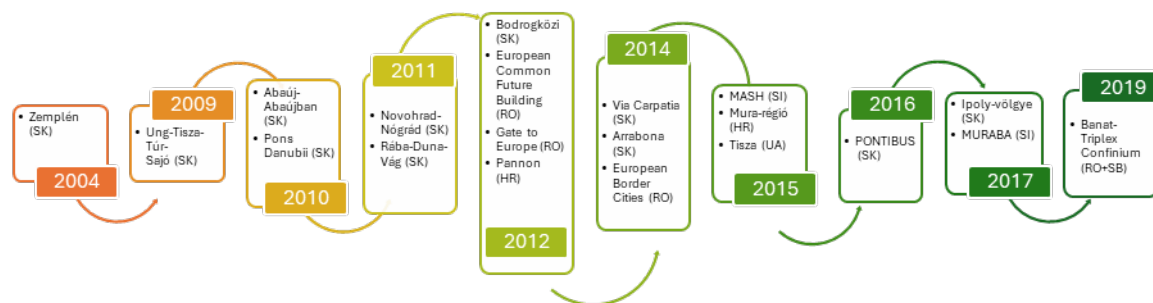 • Zemplén
(SK)
2004
2009
• Ung-Tisza-
Túr-
Sajó (SK)
• Abaúj-
Abaújban
(SK)
• Pons
Danubii (SK)
2010
2011
• Novohrad-
Nógrád (SK)
• Rába-Duna-
Vág (SK)
• Bodrogközi
(SK)
• European
Common
Future
Building (RO)
• Gate to
Europe (RO)
• Pannon
(HR)
2012
2014
• Via Carpatia
(SK)
• Arrabona
(SK)
• European
Border
Cities (RO)
• MASH (SI)
• Mura-régió
(HR)
• Tisza (UA)
2015
2016
• PONTIBUS
(SK)
• Ipoly-völgye
(SK)
• MURABA (SI)
2017
2019
• Banat-
Triplex
Confinium
(RO+SB)